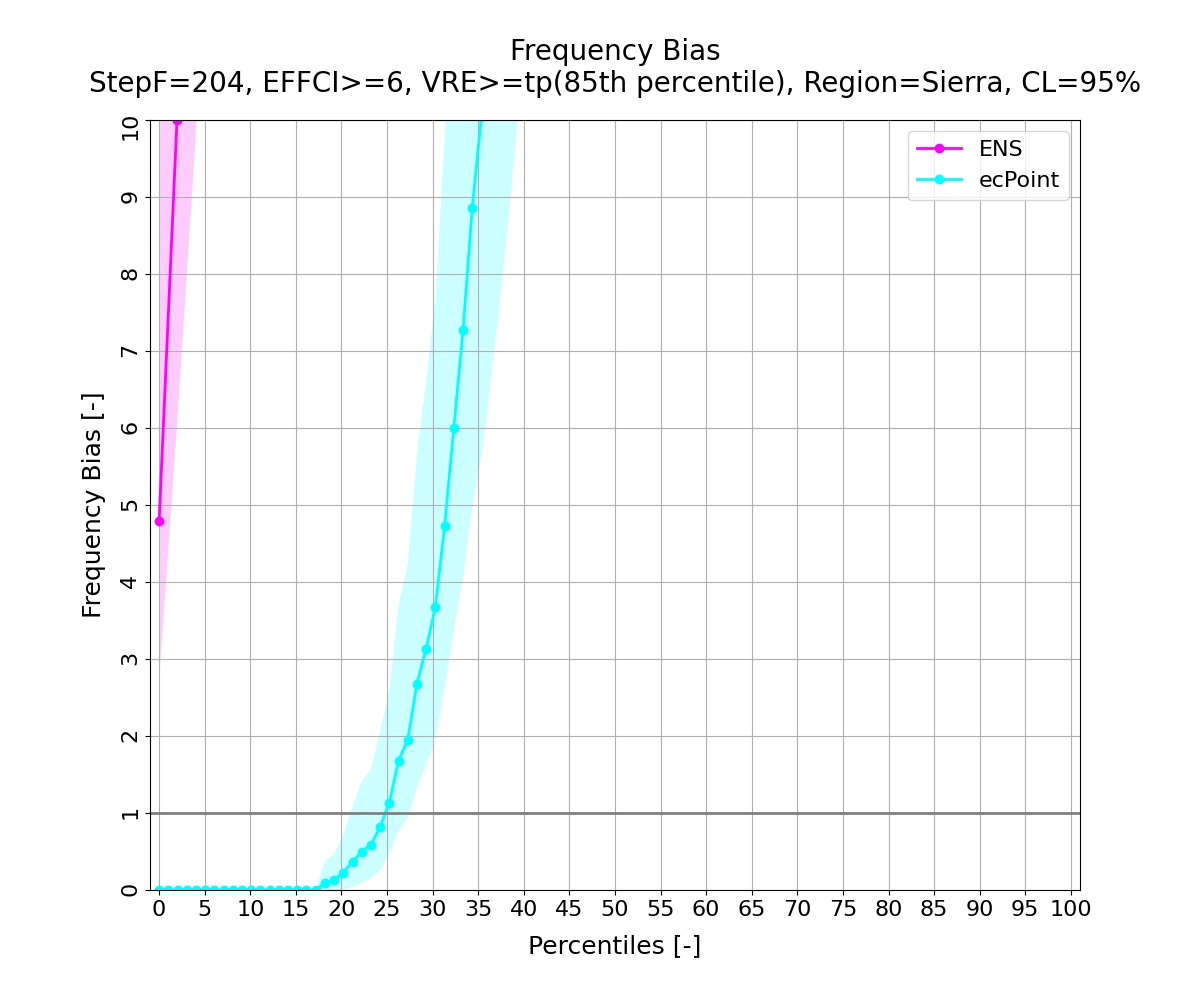 Frequency Bias
StepF=204, EFFCI>=6, VRE>=tp(85th percentile), Region=Sierra, CL=95%
ENS
ecPoint
10
9
8
7
6
5
4
3
2
1
0
Frequency Bias [-]
0 5 10 15 20 25 30 35 40 45 50 55 60 65 70 75 80 85 90 95 100
Percentiles [-]